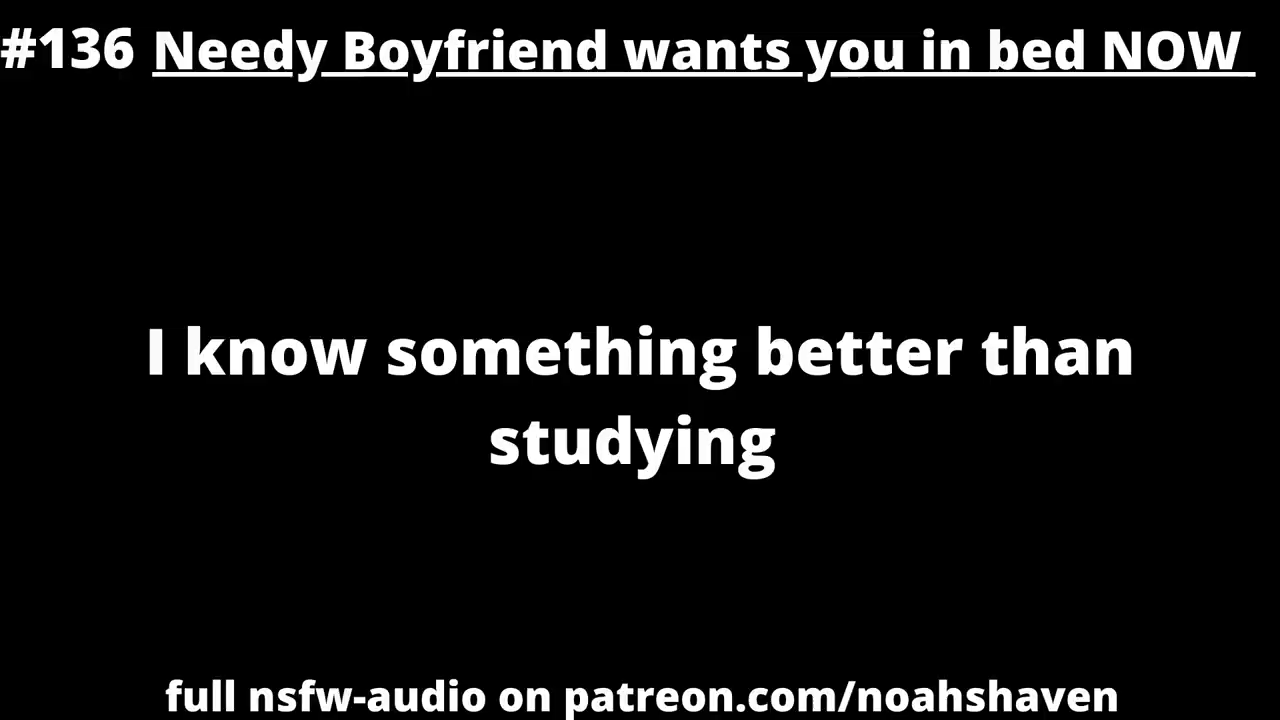 #136 Needy Boyfriend wants you in bed NOW
I know something better than
studying
full nsfw-audio on patreon.com/noahshaven